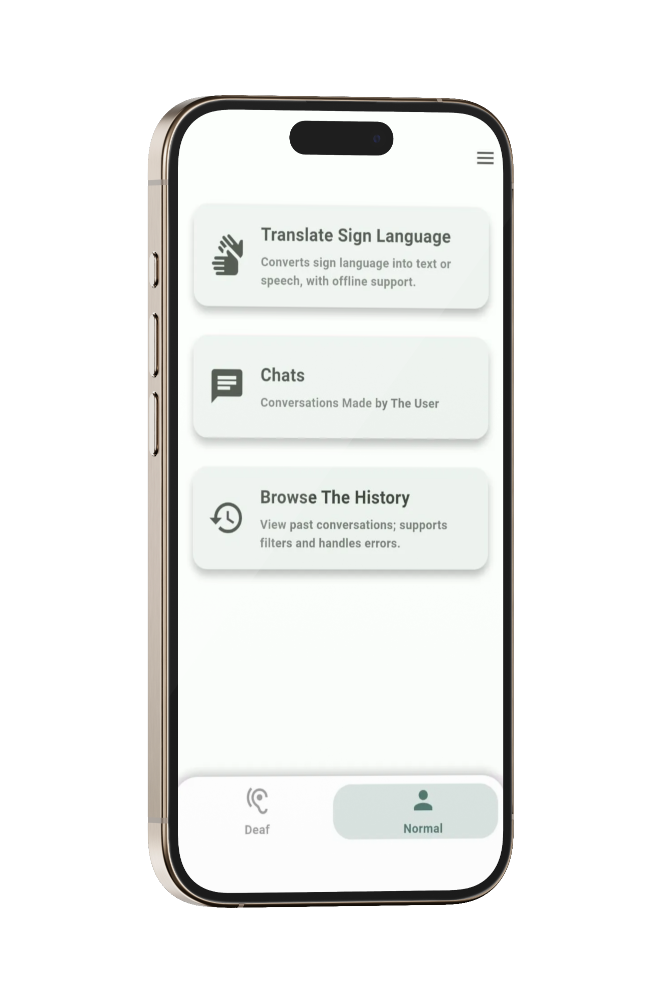 Translate Sign Language
Converts sign language into text or
speech, with offline support.
Chats
Conversations Made by The User
Browse The History
View past conversations; supports
filters and handles errors.
Deaf
Normal